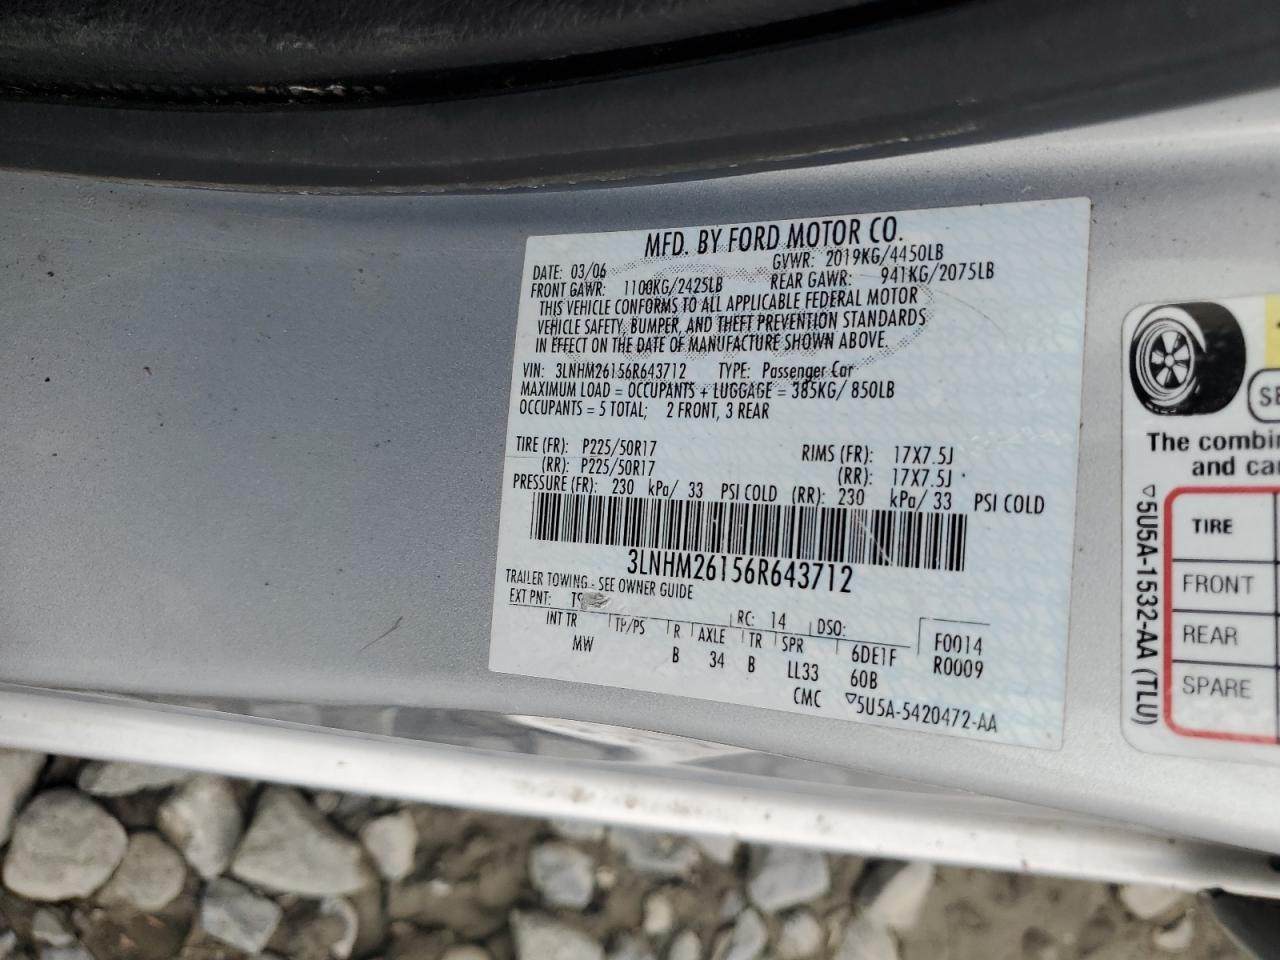 MFD. BY FORD MOTOR CO.
DATE: 03/06 GVWR: 2019KG/4450LB
FRONT GAWR: 1100KG/2425LB REAR GAWR: 941KG/2075LB
THIS VEHICLE CONFORMS TO ALL APPLICABLE FEDERAL MOTOR
VEHICLE SAFETY, BUMPER, AND THEFT PREVENTION STANDARDS
IN EFFECT ON THE DATE OF MANUFACTURE SHOWN ABOVE.
VIN: 3LNHM26156R643712 TYPE: Passenger Car
MAXIMUM LOAD = OCCUPANTS + LUGGAGE = 385KG/ 850LB
OCCUPANTS = 5 TOTAL; 2 FRONT, 3 REAR
TIRE (FR): P225/50R17 RIMS (FR): 17X7.5J
(RR): P225/50R17 (RR): 17X7.5J
PRESSURE (FR): 230 kPa/ 33 PSI COLD (RR): 230 kPa/ 33 PSI COLD
3LNHM26156R643712
TRAILER TOWING - SEE OWNER GUIDE
EXT PNT: RC: 14 DSO: F0014
INT TR TP/PS R AXLE TR SPR 6DE1F R0009
MW B 34 B LL33 60B
CMC ▽5U5A-5420472-AA
▽5U5A-1532-AA (TLU)
The
and
TIRE
FRONT
REAR
SPARE